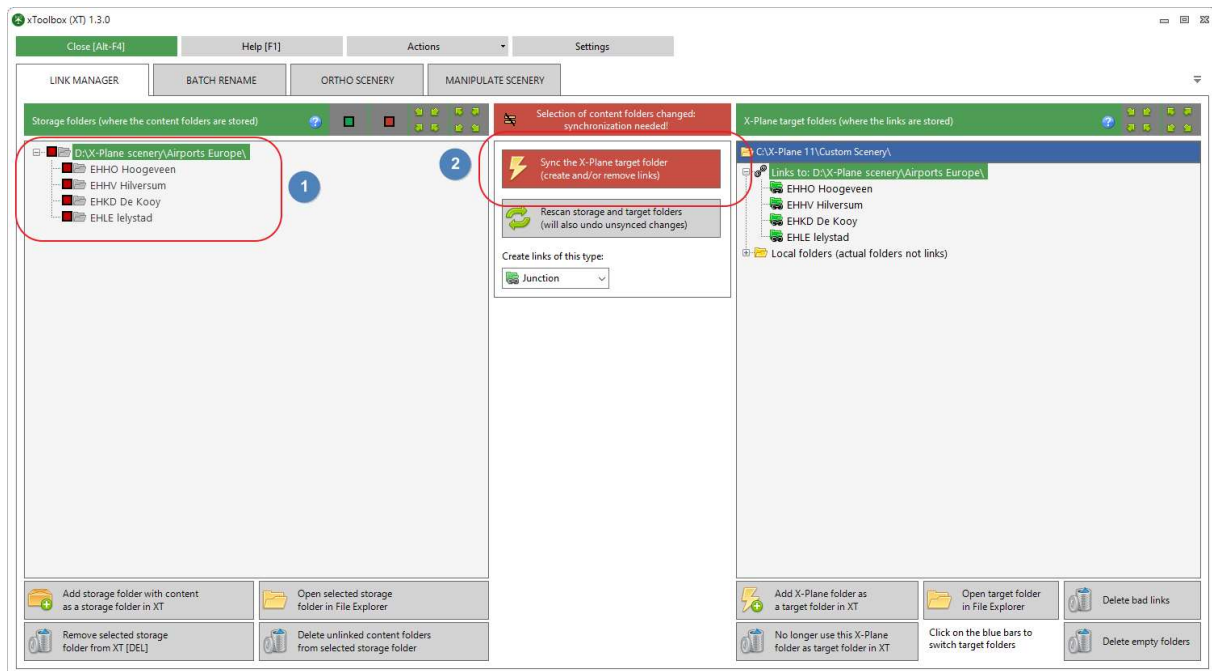 xToolbox (XT) 1.3.0
Close [Alt-F4]
Help [F1]
Actions
Settings
LINK MANAGER
BATCH RENAME
ORTHO SCENERY
MANIPULATE SCENERY
Storage folders (where the content folders are stored)
Selection of content folders changed:
synchronization needed!
X-Plane target folders (where the links are stored)
D:\X-Plane scenery\Airports Europe\
EHHO Hoogeveen
EHHV Hilversum
EHKD De Kooy
EHLE lelystad
1
2
Sync the X-Plane target folder
(create and/or remove links)
Rescan storage and target folders
(will also undo unsynced changes)
Create links of this type:
Junction
C:\X-Plane 11\Custom Scenery\
Links to: D:\X-Plane scenery\Airports Europe\
EHHO Hoogeveen
EHHV Hilversum
EHKD De Kooy
EHLE lelystad
Local folders (actual folders not links)
Add storage folder with content
as a storage folder in XT
Open selected storage
folder in File Explorer
Remove selected storage
folder from XT [DEL]
Delete unlinked content folders
from selected storage folder
Add X-Plane folder as
a target folder in XT
Open target folder
in File Explorer
Delete bad links
No longer use this X-Plane
folder as target folder in XT
Click on the blue bars to
switch target folders
Delete empty folders